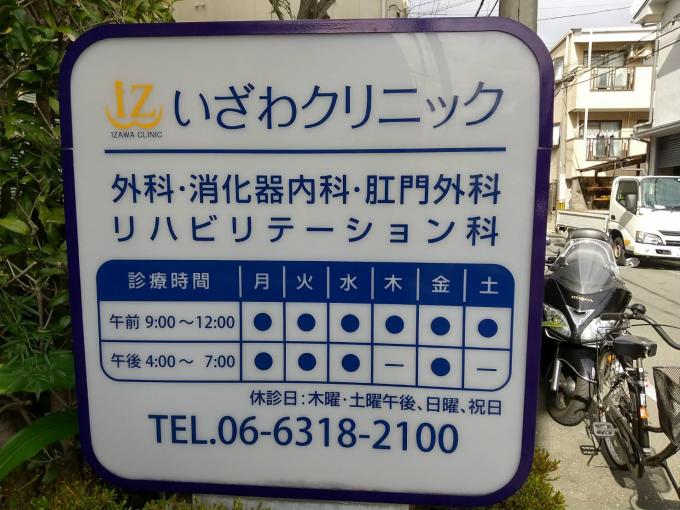 IZ
IZAWA CLINIC
いざわクリニック
外科・消化器内科・肛門外科
リハビリテーション科
診療時間 月 火 水 木 金 土
午前 9:00～12:00 ● ● ● ● ● ●
午後 4:00～ 7:00 ● ● ● － ● －
休診日:木曜・土曜午後、日曜、祝日
TEL.06-6318-2100